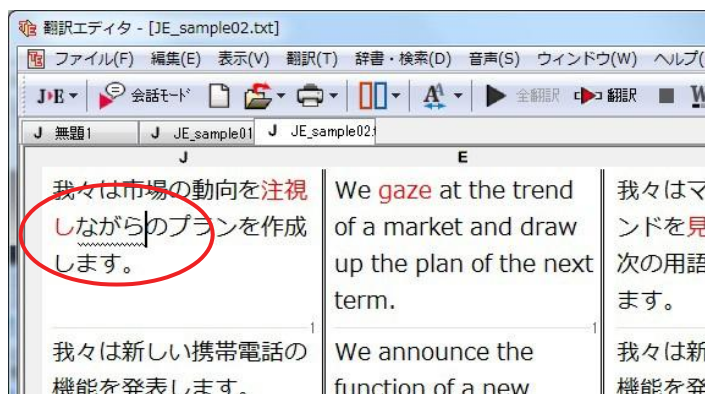 翻訳エディタ - [JE_sample02.txt]
ファイル(F) 編集(E) 表示(V) 翻訳(T) 辞書・検索(D) 音声(S) ウィンドウ(W) ヘルプ(
J▸E 会話モード 全翻訳 翻訳
J 無題1 J JE_sample01 J JE_sample02.
J E
我々は市場の動向を注視
しながらのプランを作成
します。
We gaze at the trend
of a market and draw
up the plan of the next
term.
我々はマ
ンドを見
次の用語
ます。
1 1
我々は新しい携帯電話の
機能を発表します。
We announce the
function of a new
我々は新
機能を発